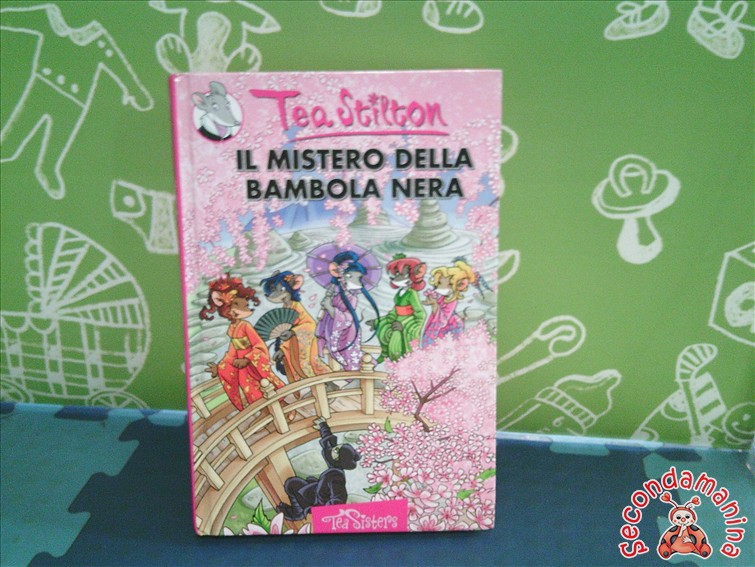 Tea Stilton
IL MISTERO DELLA
BAMBOLA NERA
Tea Sisters
Secondamanina